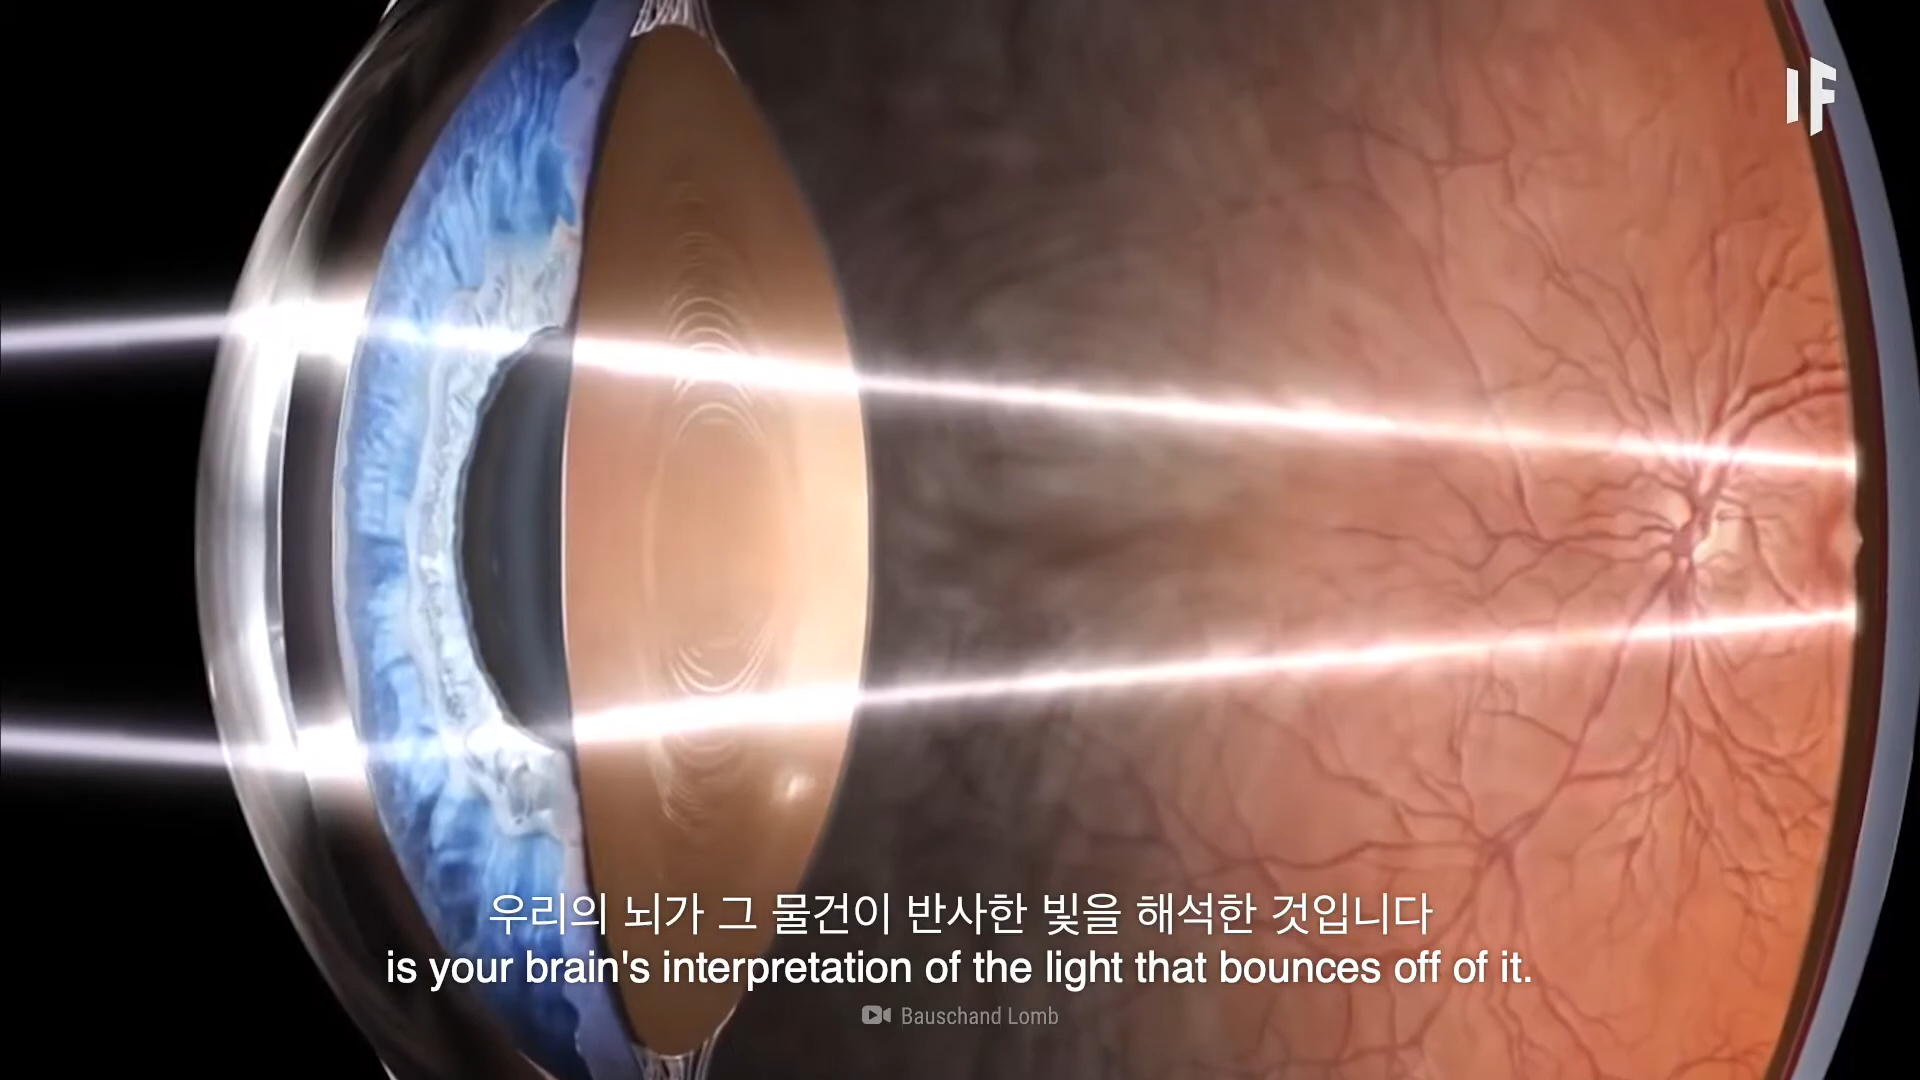 IF
우리의 뇌가 그 물건이 반사한 빛을 해석한 것입니다
is your brain's interpretation of the light that bounces off of it.
Bauschand Lomb